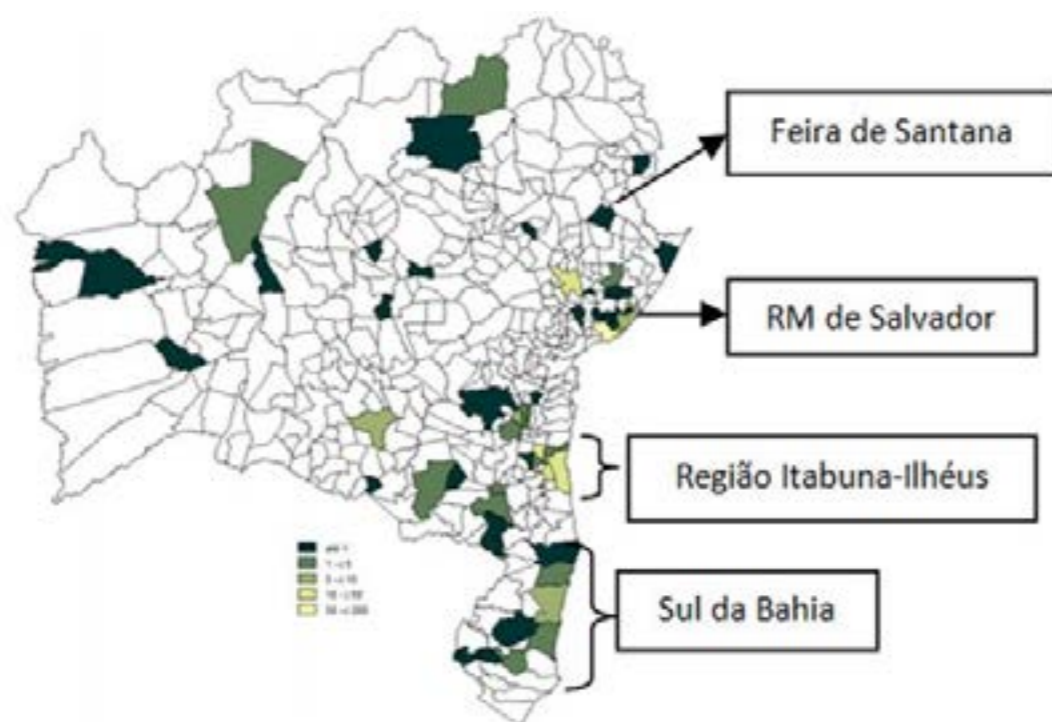 Feira de Santana
RM de Salvador
Região Itabuna-Ilhéus
Sul da Bahia